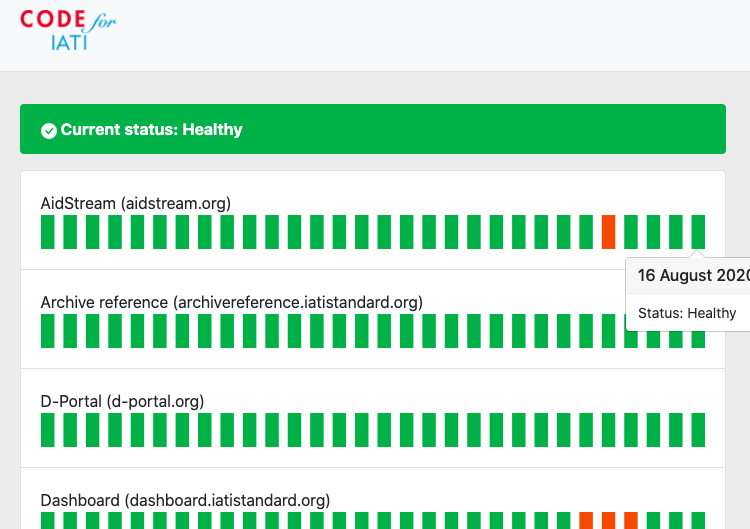 CODE for
IATI
Current status: Healthy
AidStream (aidstream.org)
16 August 2020
Status: Healthy
Archive reference (archivereference.iatistandard.org)
D-Portal (d-portal.org)
Dashboard (dashboard.iatistandard.org)